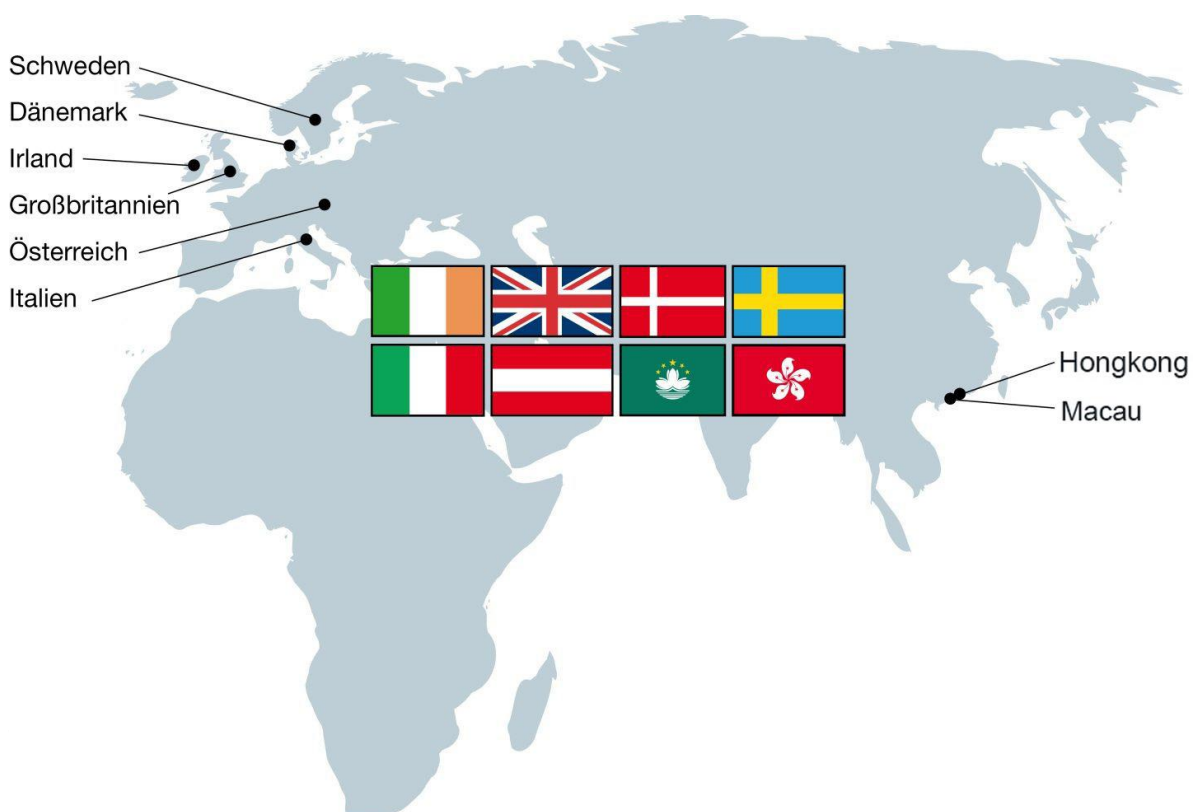 Schweden
Dänemark
Irland
Großbritannien
Österreich
Italien
Hongkong
Macau